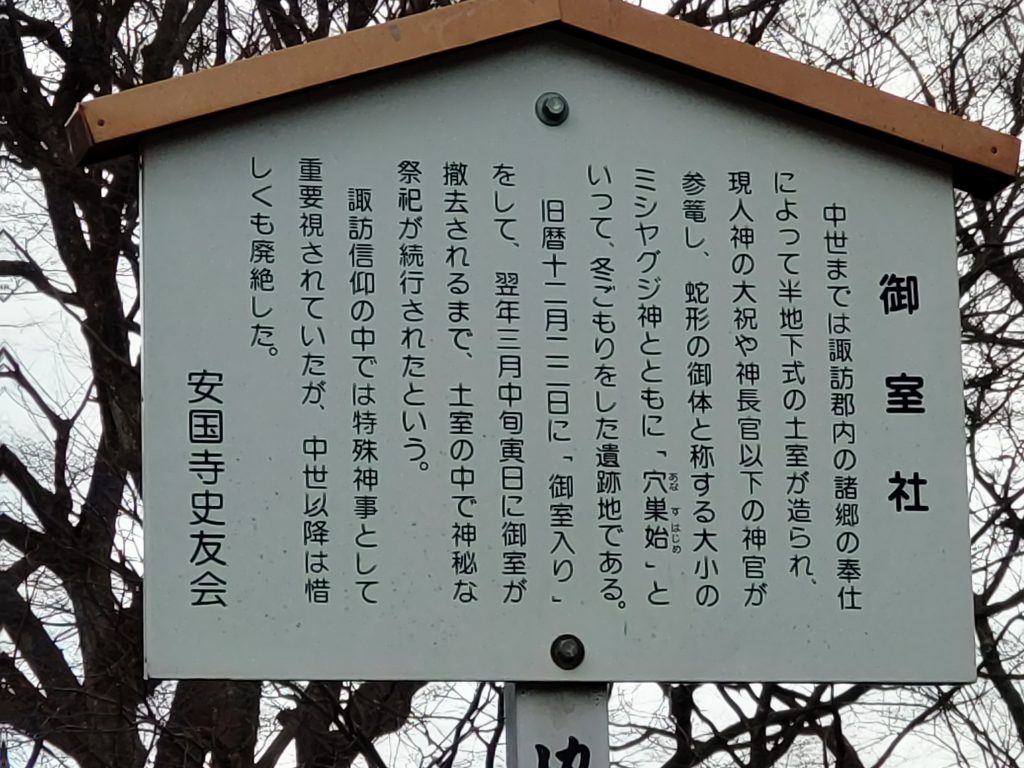 御室社
中世までは諏訪郡内の諸郷の奉仕
によって半地下式の土室が造られ、
現人神の大祝や神長官以下の神官が
参篭し、蛇形の御体と称する大小の
ミシャグジ神とともに「穴巣始」と
あな すはじめ
いって、冬ごもりをした遺跡地である。
旧暦十二月二二日に「御室入り」
をして、翌年三月中旬寅日に御室が
撤去されるまで、土室の中で神秘な
祭祀が続行されたという。
諏訪信仰の中では特殊神事として
重要視されていたが、中世以降は惜
しくも廃絶した。
安国寺史友会